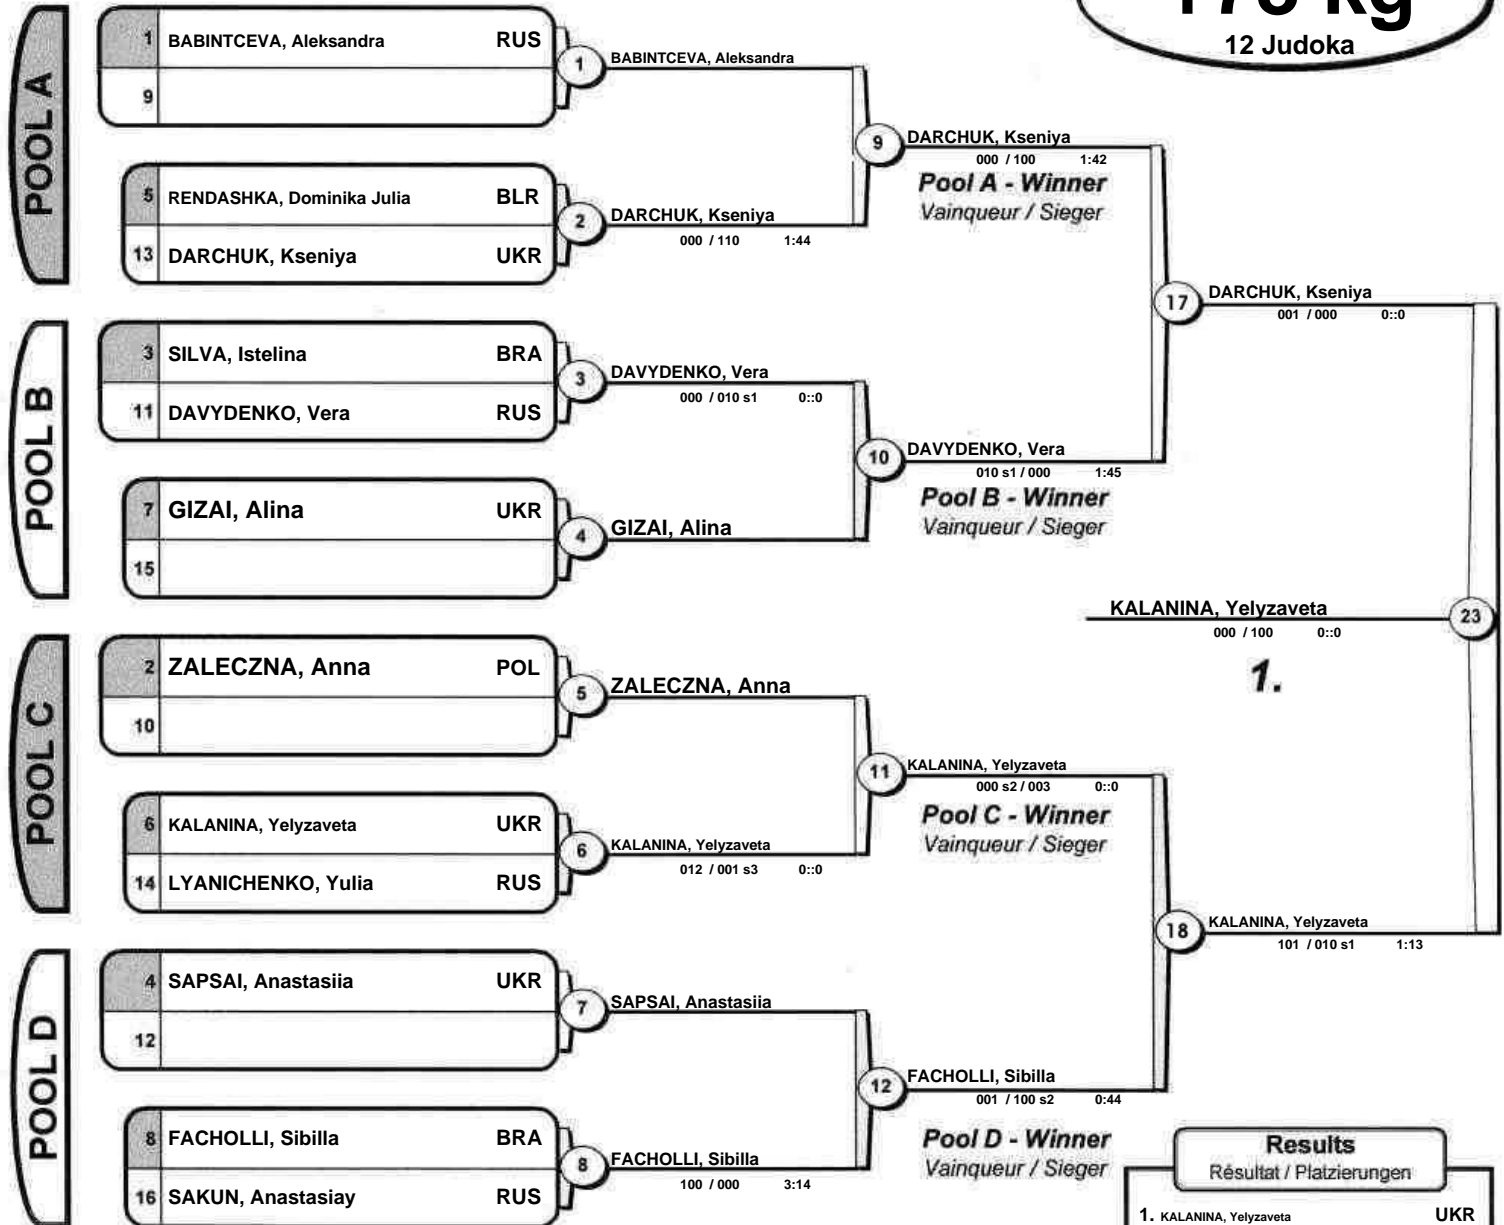 +78 kg
12 Judoka
POOL A
1 BABINTCEVA, Aleksandra RUS
9
1
BABINTCEVA, Aleksandra
5 RENDASHKA, Dominika Julia BLR
13 DARCHUK, Kseniya UKR
2
DARCHUK, Kseniya
000 / 110 1:44
9
DARCHUK, Kseniya
000 / 100 1:42
Pool A - Winner
Vainqueur / Sieger
POOL B
3 SILVA, Istelina BRA
11 DAVYDENKO, Vera RUS
3
DAVYDENKO, Vera
000 / 010 s1 0::0
7 GIZAI, Alina UKR
15
4
GIZAI, Alina
10
DAVYDENKO, Vera
010 s1 / 000 1:45
Pool B - Winner
Vainqueur / Sieger
17
DARCHUK, Kseniya
001 / 000 0::0
POOL C
2 ZALECZNA, Anna POL
10
5
ZALECZNA, Anna
6 KALANINA, Yelyzaveta UKR
14 LYANICHENKO, Yulia RUS
6
KALANINA, Yelyzaveta
012 / 001 s3 0::0
11
KALANINA, Yelyzaveta
000 s2 / 003 0::0
Pool C - Winner
Vainqueur / Sieger
POOL D
4 SAPSAI, Anastasiia UKR
12
7
SAPSAI, Anastasiia
8 FACHOLLI, Sibilla BRA
16 SAKUN, Anastasiay RUS
8
FACHOLLI, Sibilla
100 / 000 3:14
12
FACHOLLI, Sibilla
001 / 100 s2 0:44
Pool D - Winner
Vainqueur / Sieger
18
KALANINA, Yelyzaveta
101 / 010 s1 1:13
KALANINA, Yelyzaveta
23
000 / 100 0::0
1.
Results
Résultat / Platzierungen
1. KALANINA, Yelyzaveta UKR